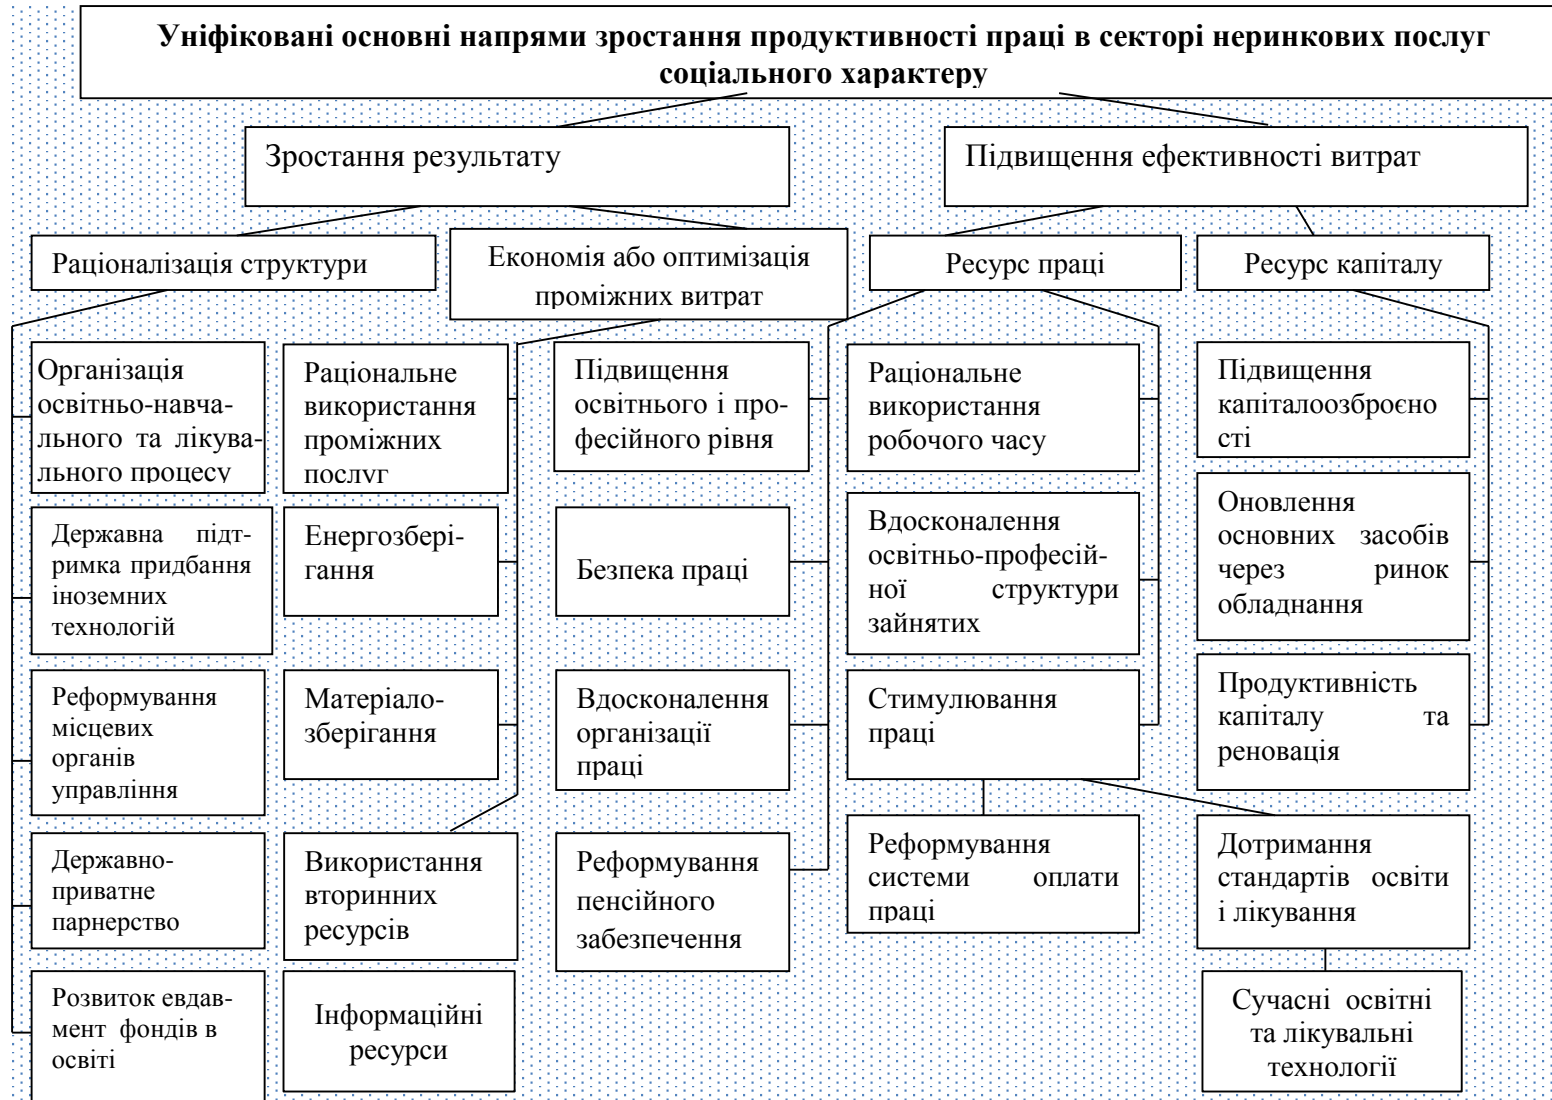 Уніфіковані основні напрями зростання продуктивності праці в секторі неринкових послуг
соціального характеру
Зростання результату
Підвищення ефективності витрат
Раціоналізація структури
Економія або оптимізація
проміжних витрат
Ресурс праці
Ресурс капіталу
Організація
освітньо-навча-
льного та лікува-
льного процесу
Раціональне
використання
проміжних
послуг
Підвищення
освітнього і про-
фесійного рівня
Раціональне
використання
робочого часу
Підвищення
капіталоозброєно
сті
Державна підт-
римка придбання
іноземних
технологій
Енергозбері-
гання
Безпека праці
Вдосконалення
освітньо-професій-
ної структури
зайнятих
Оновлення
основних засобів
через ринок
обладнання
Реформування
місцевих
органів
управління
Матеріало-
зберігання
Вдосконалення
організації
праці
Стимулювання
праці
Продуктивність
капіталу та
реновація
Державно-
приватне
парнерство
Використання
вторинних
ресурсів
Реформування
пенсійного
забезпечення
Реформування
системи оплати
праці
Дотримання
стандартів освіти
і лікування
Розвиток евдав-
мент фондів в
освіті
Інформаційні
ресурси
Сучасні освітні
та лікувальні
технології